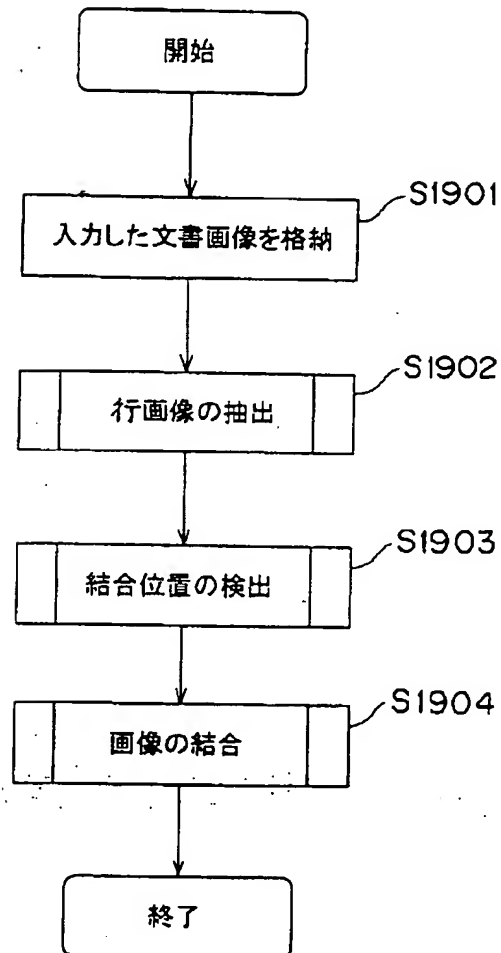 開始
S1901
入力した文書画像を格納
S1902
行画像の抽出
S1903
結合位置の検出
S1904
画像の結合
終了